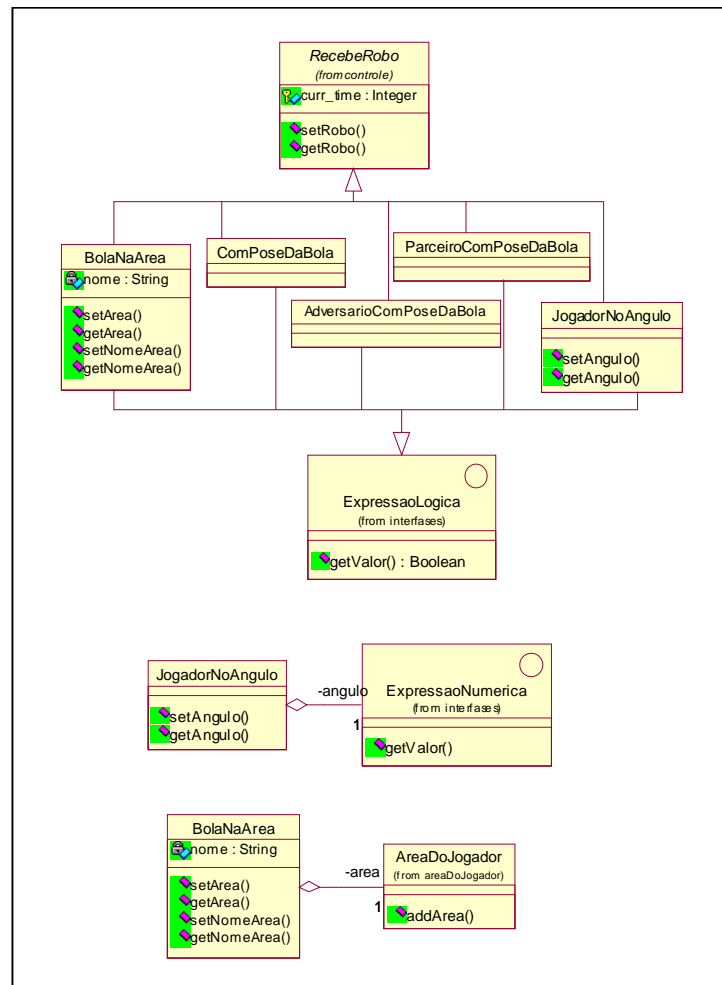 RecebeRobo
(from controle)
curr_time : Integer
setRobo()
getRobo()
BolaNaArea
nome : String
setArea()
getArea()
setNomeArea()
getNomeArea()
ComPoseDaBola
AdversarioComPoseDaBola
ParceiroComPoseDaBola
JogadorNoAngulo
setAngulo()
getAngulo()
ExpressaoLogica
(from interfases)
getValor() : Boolean
JogadorNoAngulo
setAngulo()
getAngulo()
-angulo
1
ExpressaoNumerica
(from interfases)
getValor()
BolaNaArea
nome : String
setArea()
getArea()
setNomeArea()
getNomeArea()
-area
1
AreaDoJogador
(from areaDoJogador)
addArea()